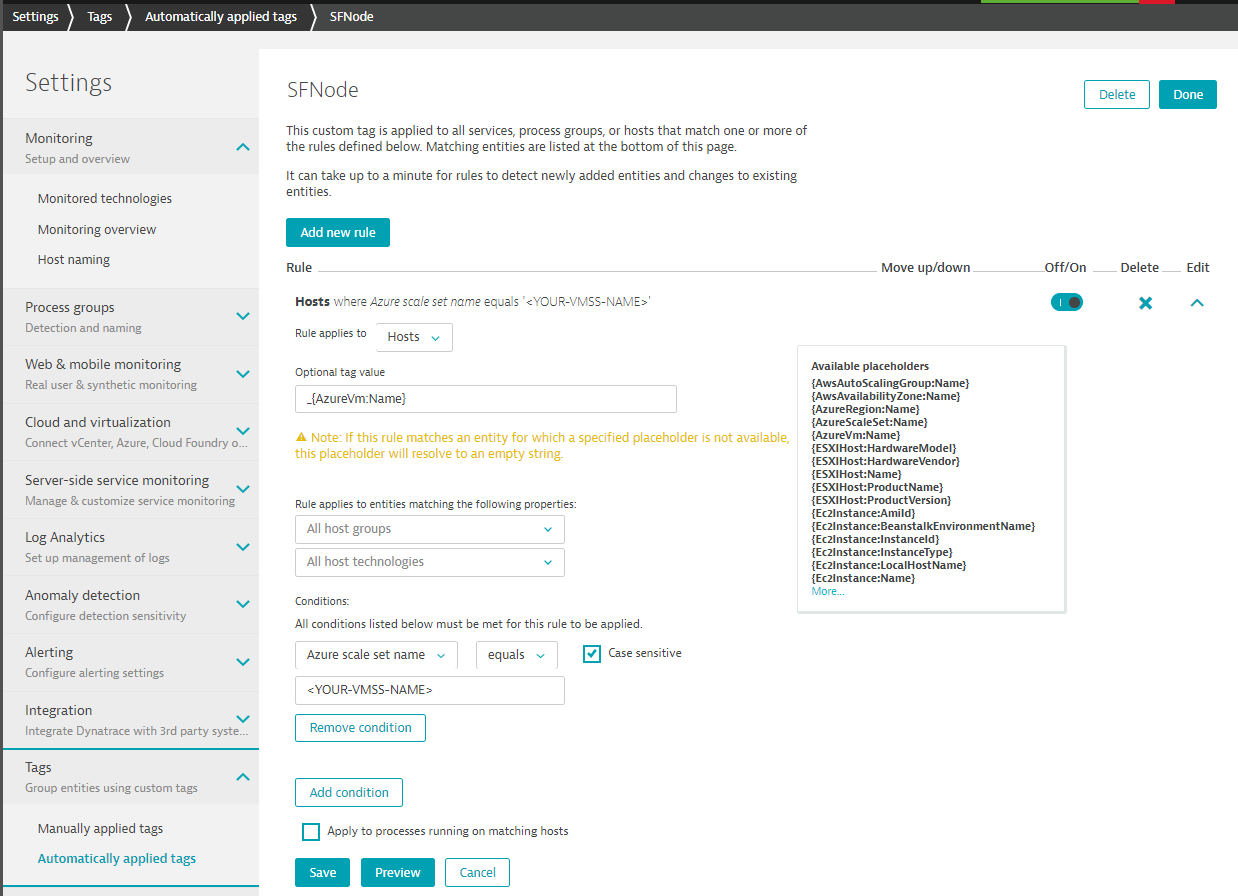 Settings
Tags
Automatically applied tags
SFNode
Settings
Monitoring
Setup and overview
Monitored technologies
Monitoring overview
Host naming
Process groups
Detection and naming
Web & mobile monitoring
Real user & synthetic monitoring
Cloud and virtualization
Connect vCenter, Azure, Cloud Foundry o...
Server-side service monitoring
Manage & customize service monitoring
Log Analytics
Set up management of logs
Anomaly detection
Configure detection sensitivity
Alerting
Configure alerting settings
Integration
Integrate Dynatrace with 3rd party syste...
Tags
Group entities using custom tags
Manually applied tags
Automatically applied tags
SFNode
Delete
Done
This custom tag is applied to all services, process groups, or hosts that match one or more of
the rules defined below. Matching entities are listed at the bottom of this page.
It can take up to a minute for rules to detect newly added entities and changes to existing
entities.
Add new rule
Rule
Move up/down
Off/On
Delete
Edit
Hosts where Azure scale set name equals '<YOUR-VMSS-NAME>'
Rule applies to
Hosts
Optional tag value
_{AzureVm:Name}
Note: If this rule matches an entity for which a specified placeholder is not available,
this placeholder will resolve to an empty string.
Available placeholders
{AwsAutoScalingGroup:Name}
{AwsAvailabilityZone:Name}
{AzureRegion:Name}
{AzureScaleSet:Name}
{AzureVm:Name}
{ESXIHost:HardwareModel}
{ESXIHost:HardwareVendor}
{ESXIHost:Name}
{ESXIHost:ProductName}
{ESXIHost:ProductVersion}
{Ec2Instance:AmiId}
{Ec2Instance:BeanstalkEnvironmentName}
{Ec2Instance:InstanceId}
{Ec2Instance:InstanceType}
{Ec2Instance:LocalHostName}
{Ec2Instance:Name}
More...
Rule applies to entities matching the following properties:
All host groups
All host technologies
Conditions:
All conditions listed below must be met for this rule to be applied.
Azure scale set name
equals
Case sensitive
<YOUR-VMSS-NAME>
Remove condition
Add condition
Apply to processes running on matching hosts
Save
Preview
Cancel